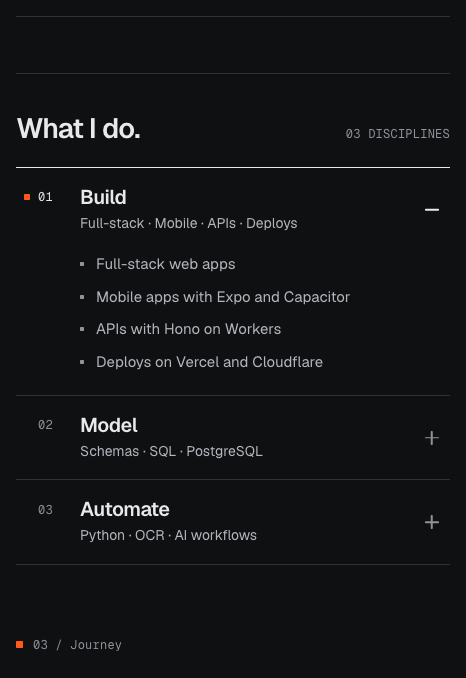 What I do.
03 DISCIPLINES
01 Build
Full-stack · Mobile · APIs · Deploys
Full-stack web apps
Mobile apps with Expo and Capacitor
APIs with Hono on Workers
Deploys on Vercel and Cloudflare
02 Model
Schemas · SQL · PostgreSQL
03 Automate
Python · OCR · AI workflows
03 / Journey